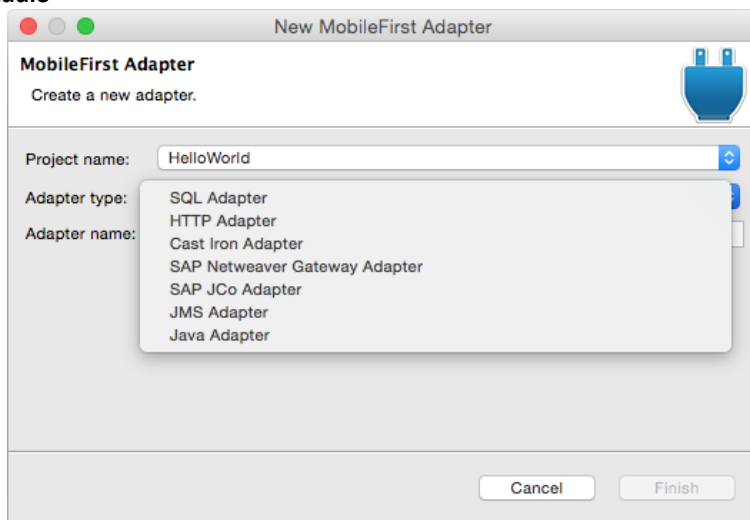 New MobileFirst Adapter
MobileFirst Adapter
Create a new adapter.
Project name: HelloWorld
Adapter type:
SQL Adapter
HTTP Adapter
Adapter name:
Cast Iron Adapter
SAP Netweaver Gateway Adapter
SAP JCo Adapter
JMS Adapter
Java Adapter
Cancel Finish